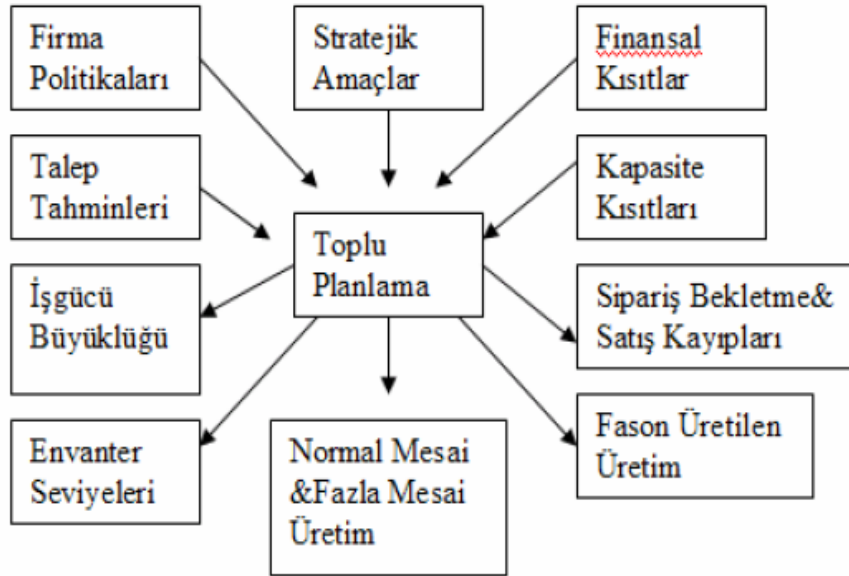 Firma
Politikaları
Stratejik
Amaçlar
Finansal
Kısıtlar
Talep
Tahminleri
Kapasite
Kısıtları
Toplu
Planlama
İşgücü
Büyüklüğü
Sipariş Bekletme&
Satış Kayıpları
Envanter
Seviyeleri
Normal Mesai
&Fazla Mesai
Üretim
Fason Üretilen
Üretim